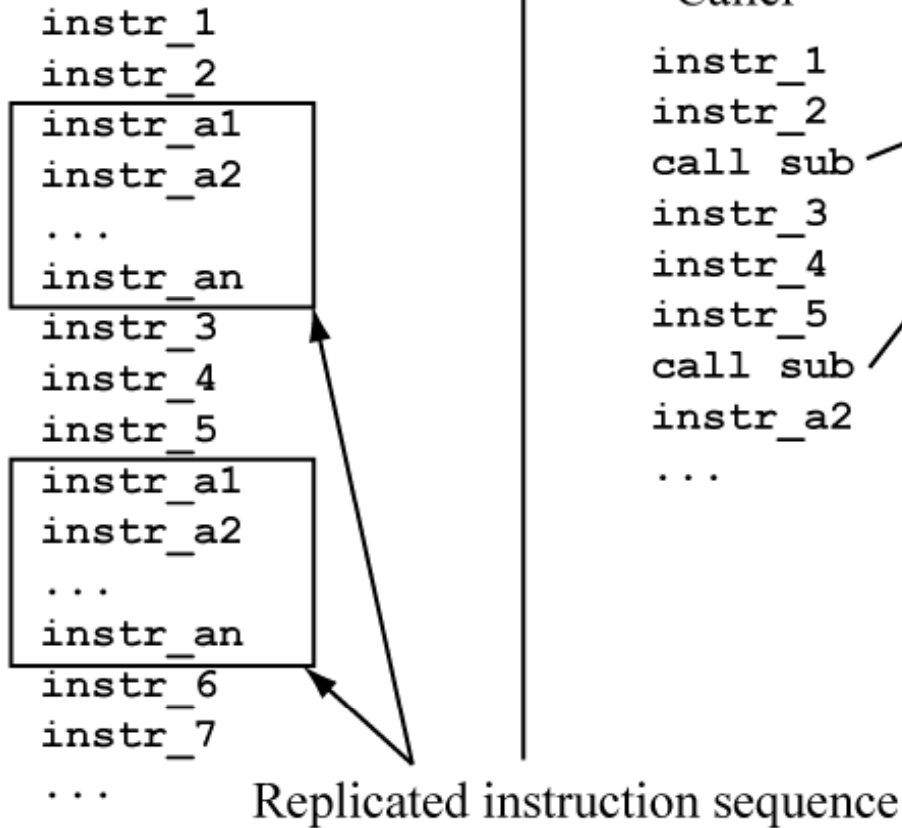 instr_1
instr_2
instr_a1
instr_a2
...
instr_an
instr_3
instr_4
instr_5
instr_a1
instr_a2
...
instr_an
instr_6
instr_7
...
instr_1
instr_2
call sub
instr_3
instr_4
instr_5
call sub
instr_a2
...
Replicated instruction sequence